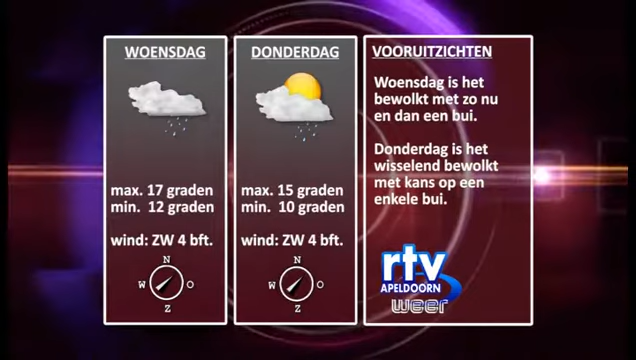 WOENSDAG
max. 17 graden
min. 12 graden
wind: ZW 4 bft.
N
W O
Z
DONDERDAG
max. 15 graden
min. 10 graden
wind: ZW 4 bft.
N
W O
Z
VOORUITZICHTEN
Woensdag is het
bewolkt met zo nu
en dan een bui.
Donderdag is het
wisselend bewolkt
met kans op een
enkele bui.
rtv
APELDOORN
weer